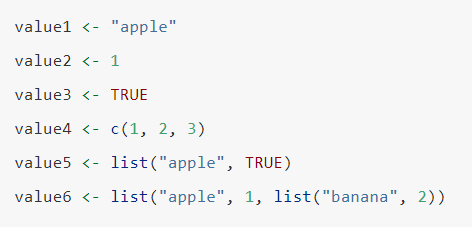 value1 <- "apple"
value2 <- 1
value3 <- TRUE
value4 <- c(1, 2, 3)
value5 <- list("apple", TRUE)
value6 <- list("apple", 1, list("banana", 2))